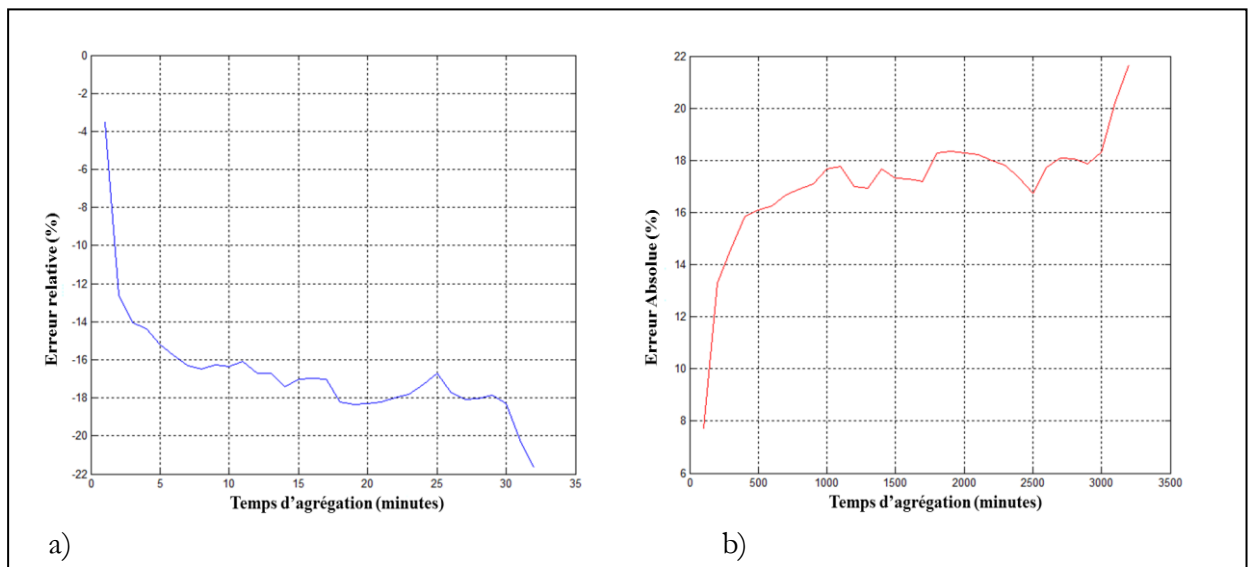 0
-2
-4
-6
-8
-10
-12
-14
-16
-18
-20
-22
0 5 10 15 20 25 30 35
Erreur relative (%)
Temps d’agrégation (minutes)
a)
22
20
18
16
14
12
10
8
6
0 500 1000 1500 2000 2500 3000 3500
Erreur Absolue (%)
Temps d’agrégation (minutes)
b)